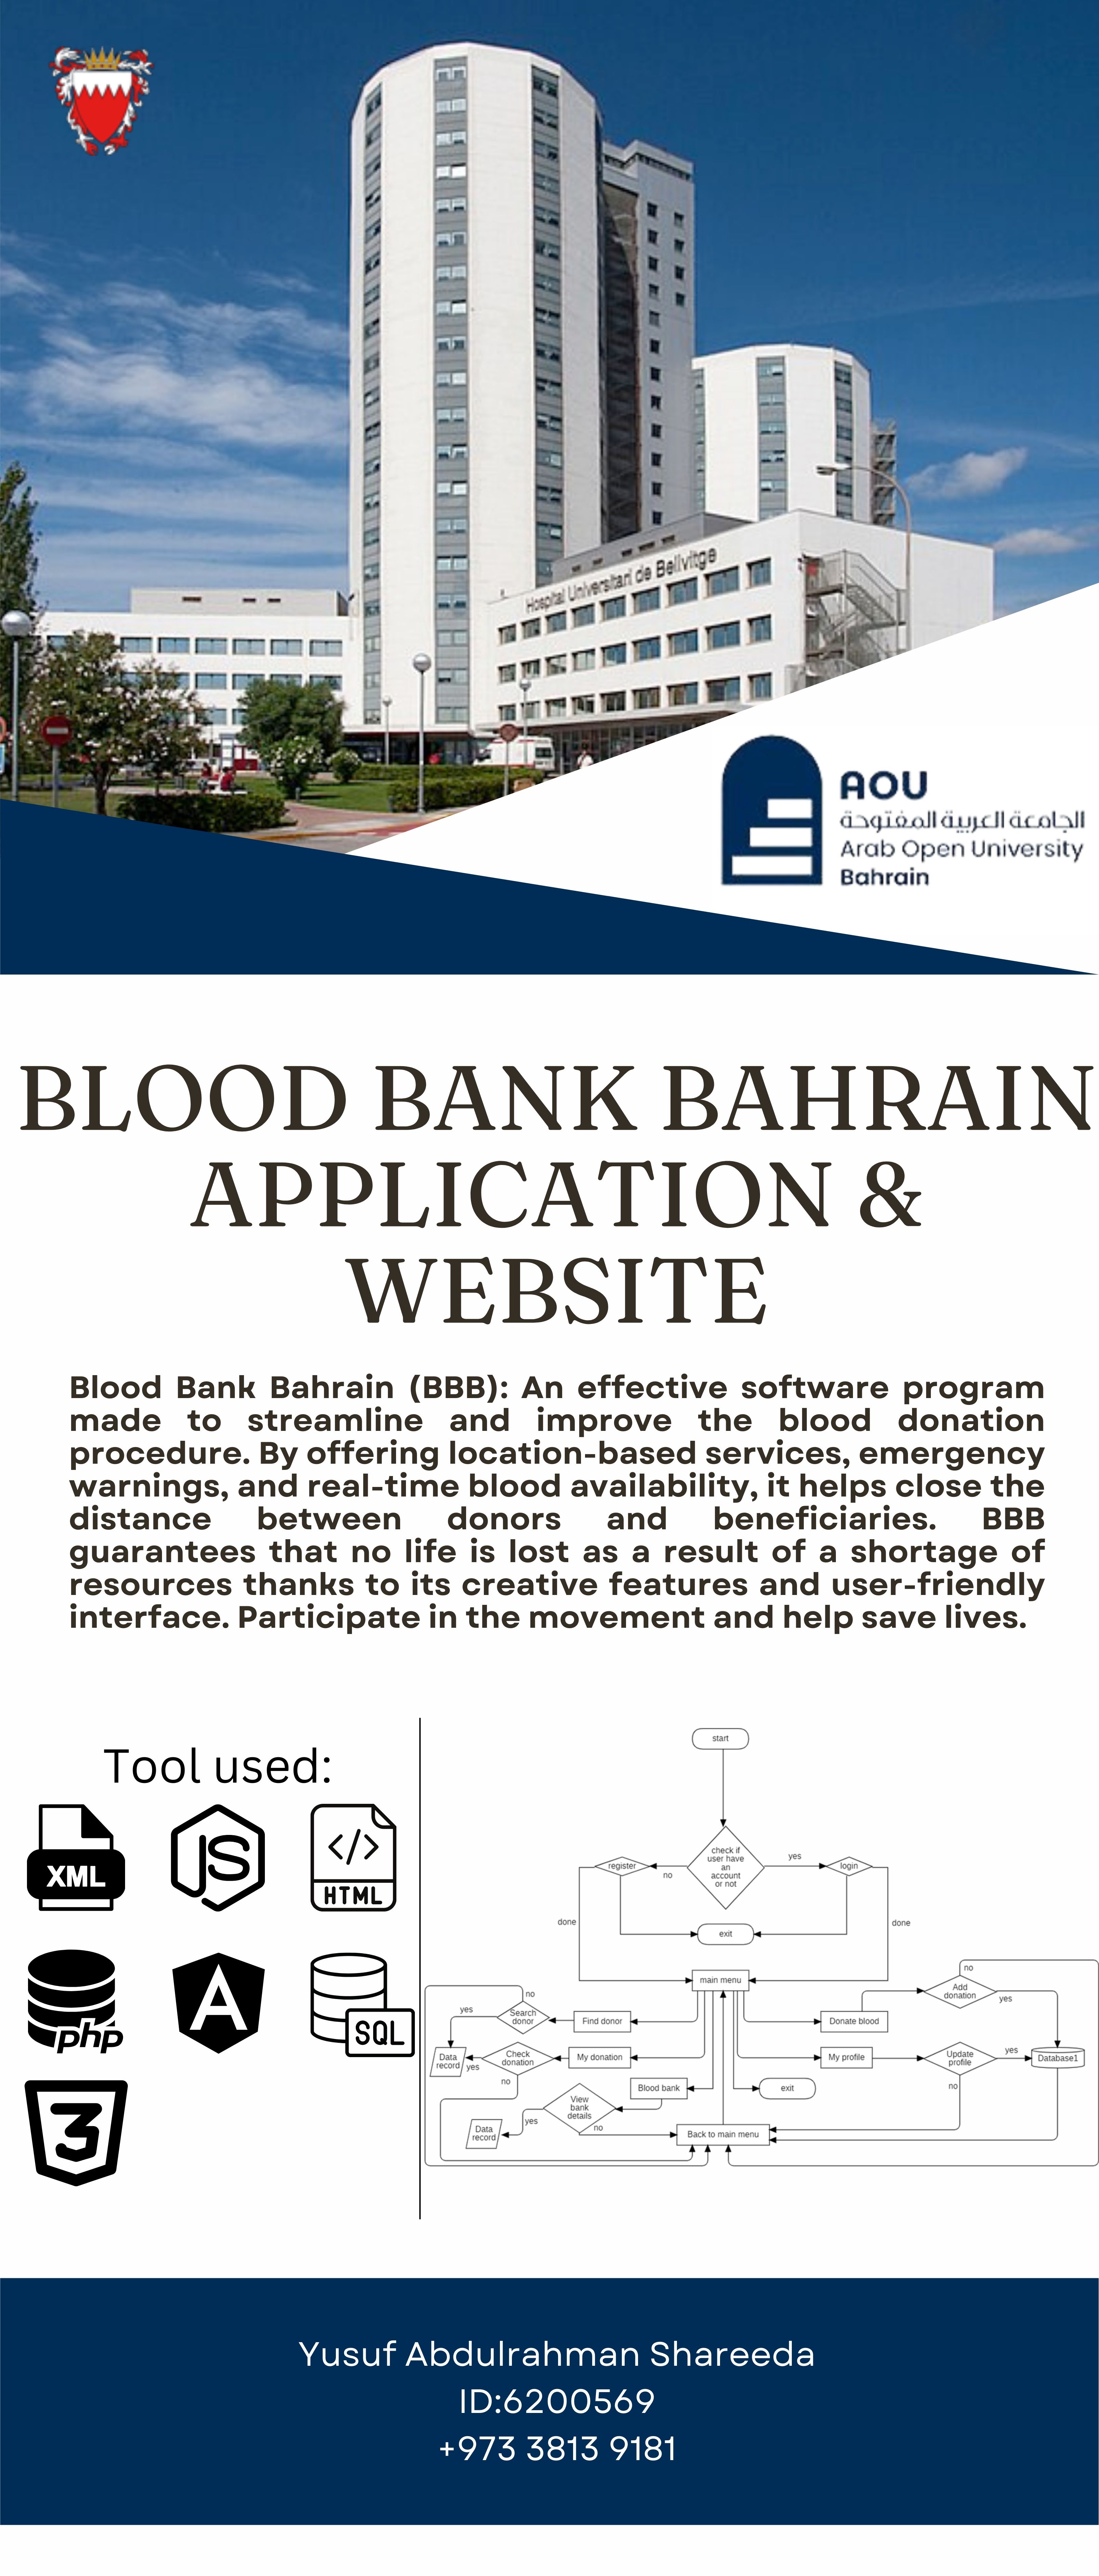 Hospital Universitari de Bellvitge
AOU
الجامعة العربية المفتوحة
Arab Open University
Bahrain
BLOOD BANK BAHRAIN
APPLICATION &
WEBSITE
Blood Bank Bahrain (BBB): An effective software program
made to streamline and improve the blood donation
procedure. By offering location-based services, emergency
warnings, and real-time blood availability, it helps close the
distance between donors and beneficiaries. BBB
guarantees that no life is lost as a result of a shortage of
resources thanks to its creative features and user-friendly
interface. Participate in the movement and help save lives.
Tool used:
XML
JS
</>
HTML
php
A
SQL
3
start
check if
user have
an
account
or not
yes
no
register
login
done
done
exit
main menu
no
Search
donor
yes
Find donor
Data
record
yes
Check
donation
no
My donation
Blood bank
View
bank
details
yes
no
Data
record
Donate blood
Add
donation
no
yes
My profile
Update
profile
yes
no
Database1
exit
Back to main menu
Yusuf Abdulrahman Shareeda
ID:6200569
+973 3813 9181